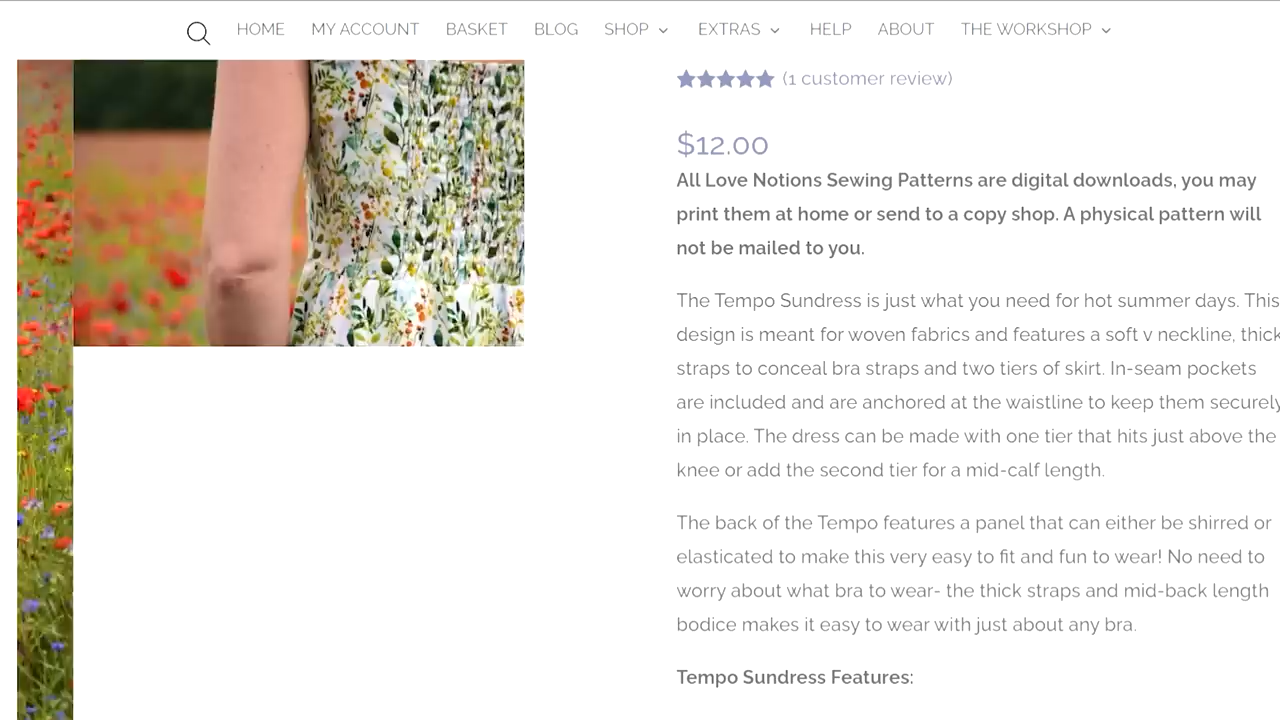 HOME MY ACCOUNT BASKET BLOG SHOP EXTRAS HELP ABOUT THE WORKSHOP
(1 customer review)
$12.00
All Love Notions Sewing Patterns are digital downloads, you may
print them at home or send to a copy shop. A physical pattern will
not be mailed to you.
The Tempo Sundress is just what you need for hot summer days. This
design is meant for woven fabrics and features a soft v neckline, thick
straps to conceal bra straps and two tiers of skirt. In-seam pockets
are included and are anchored at the waistline to keep them securely
in place. The dress can be made with one tier that hits just above the
knee or add the second tier for a mid-calf length.
The back of the Tempo features a panel that can either be shirred or
elasticated to make this very easy to fit and fun to wear! No need to
worry about what bra to wear- the thick straps and mid-back length
bodice makes it easy to wear with just about any bra.
Tempo Sundress Features: